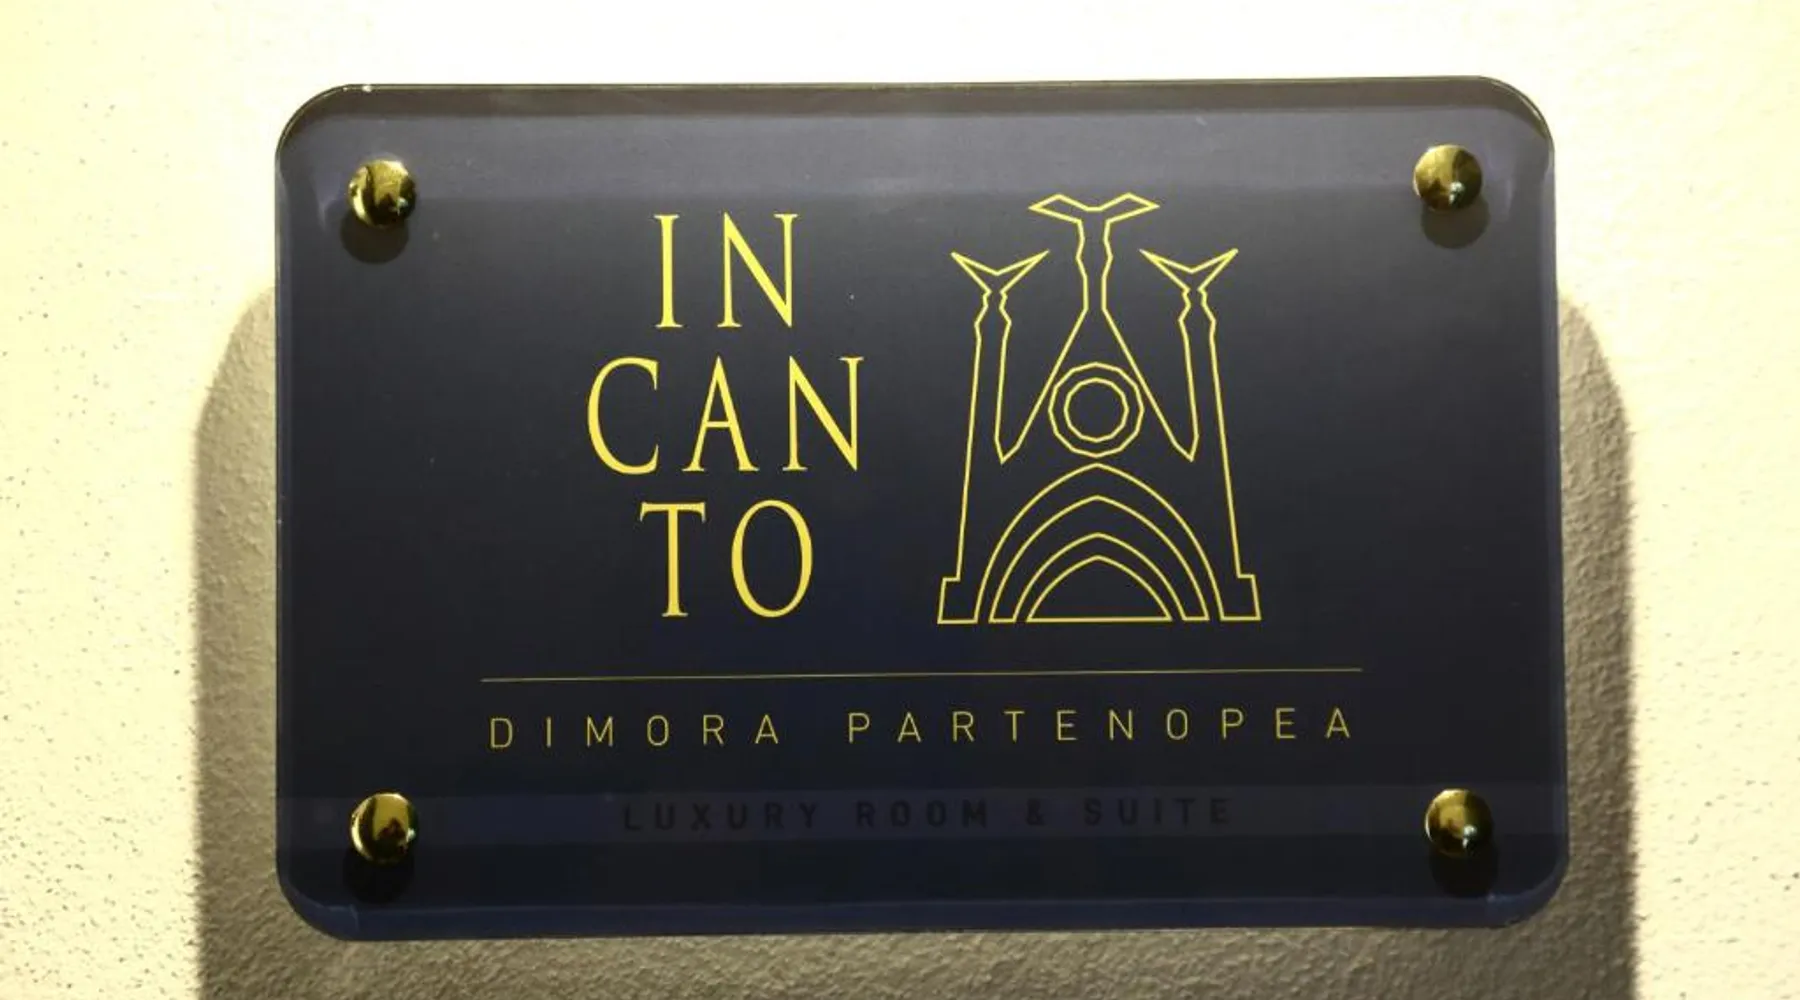 IN
CAN
TO
DIMORA PARTENOPEA
LUXURY ROOM & SUITE